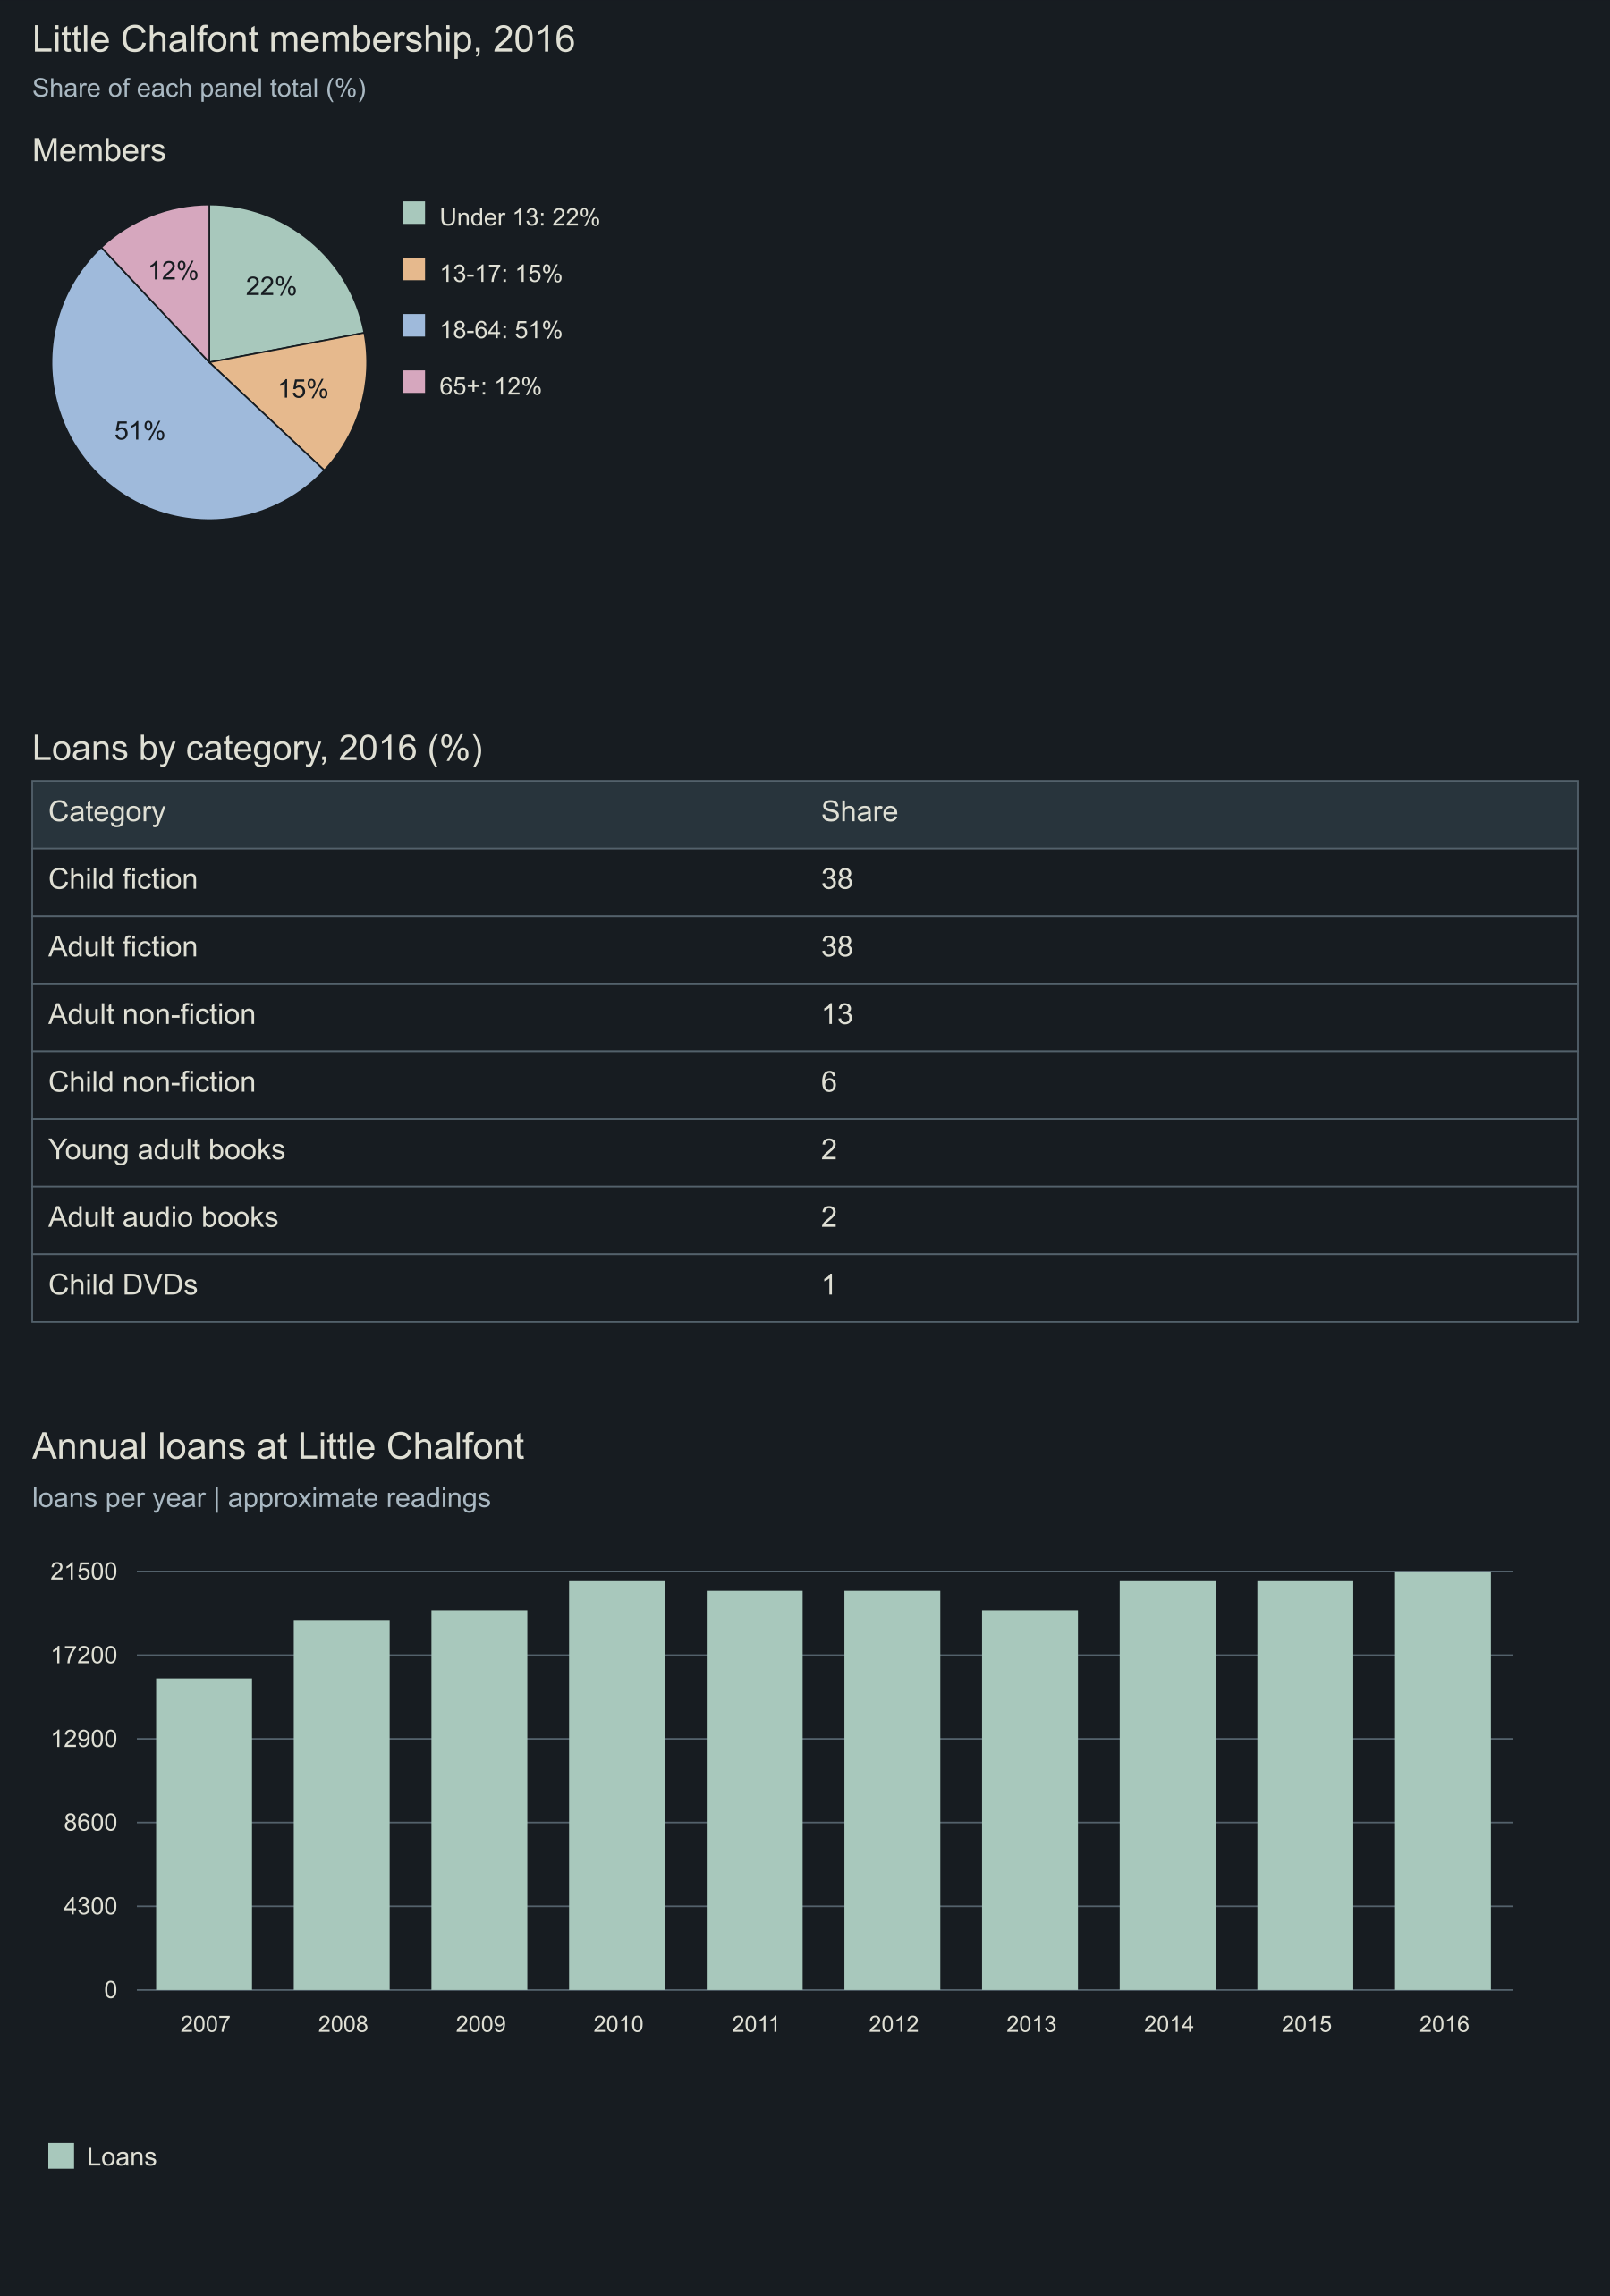 Little Chalfont membership, 2016
Share of each panel total (%)
Members
22%
15%
51%
12%
Under 13: 22%
13-17: 15%
18-64: 51%
65+: 12%
Loans by category, 2016 (%)
Category Share
Child fiction 38
Adult fiction 38
Adult non-fiction 13
Child non-fiction 6
Young adult books 2
Adult audio books 2
Child DVDs 1
Annual loans at Little Chalfont
loans per year | approximate readings
21500
17200
12900
8600
4300
0
2007 2008 2009 2010 2011 2012 2013 2014 2015 2016
Loans